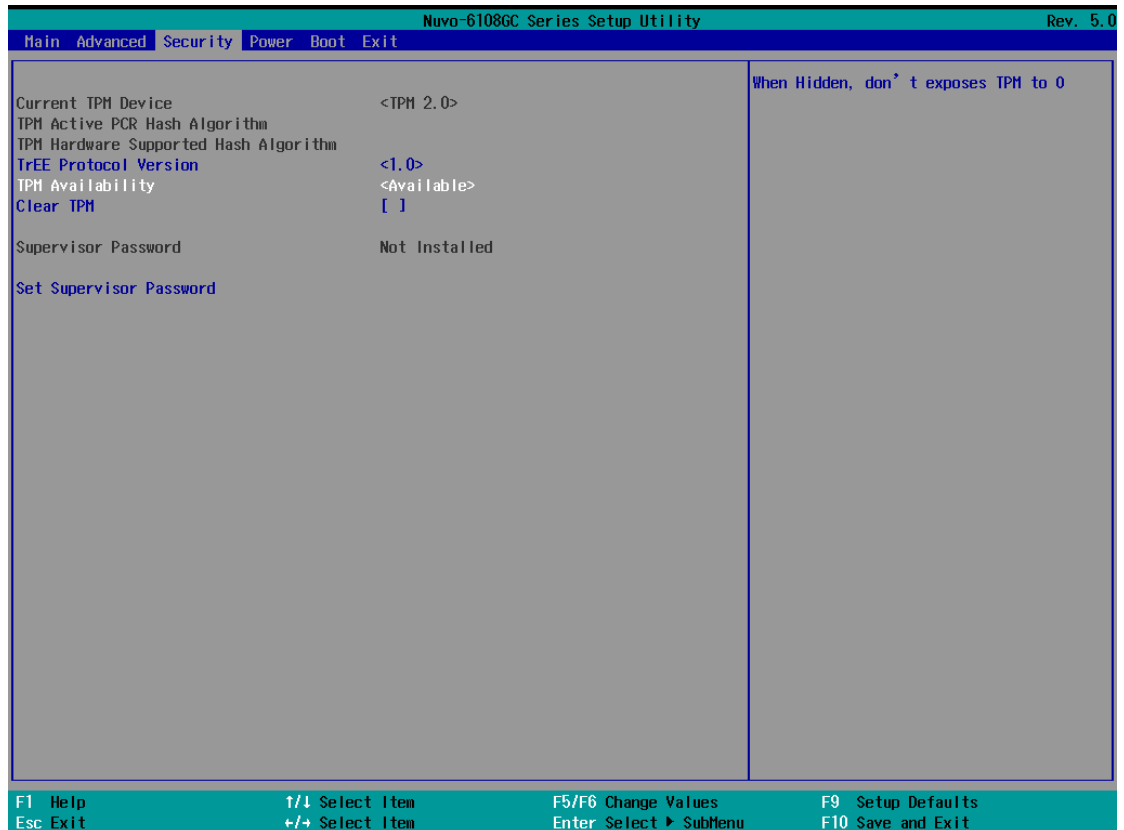 Nuvo-6108GC Series Setup Utility Rev. 5.0
Main Advanced Security Power Boot Exit
When Hidden, don't exposes TPM to 0
Current TPM Device <TPM 2.0>
TPM Active PCR Hash Algorithm
TPM Hardware Supported Hash Algorithm
TrEE Protocol Version <1.0>
TPM Availability <Available>
Clear TPM [ ]
Supervisor Password Not Installed
Set Supervisor Password
F1 Help ↑/↓ Select Item F5/F6 Change Values F9 Setup Defaults
Esc Exit ←/→ Select Item Enter Select ▶ SubMenu F10 Save and Exit